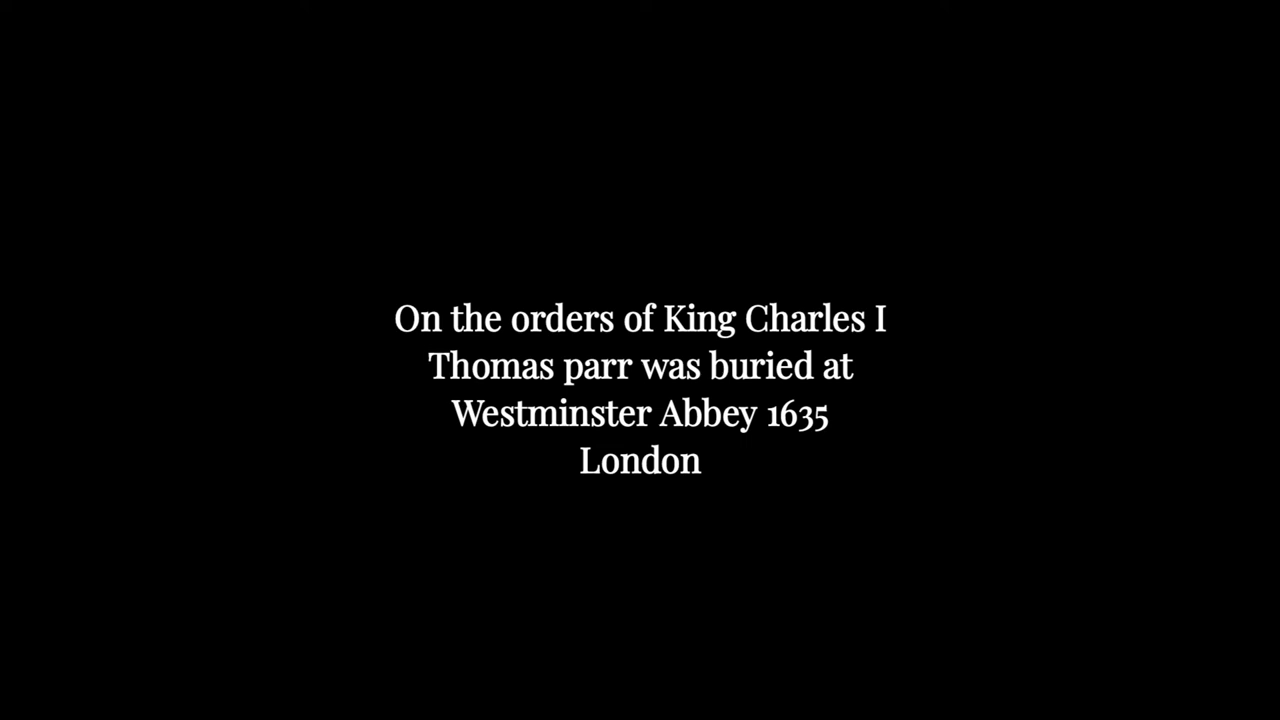 On the orders of King Charles I
Thomas parr was buried at
Westminster Abbey 1635
London